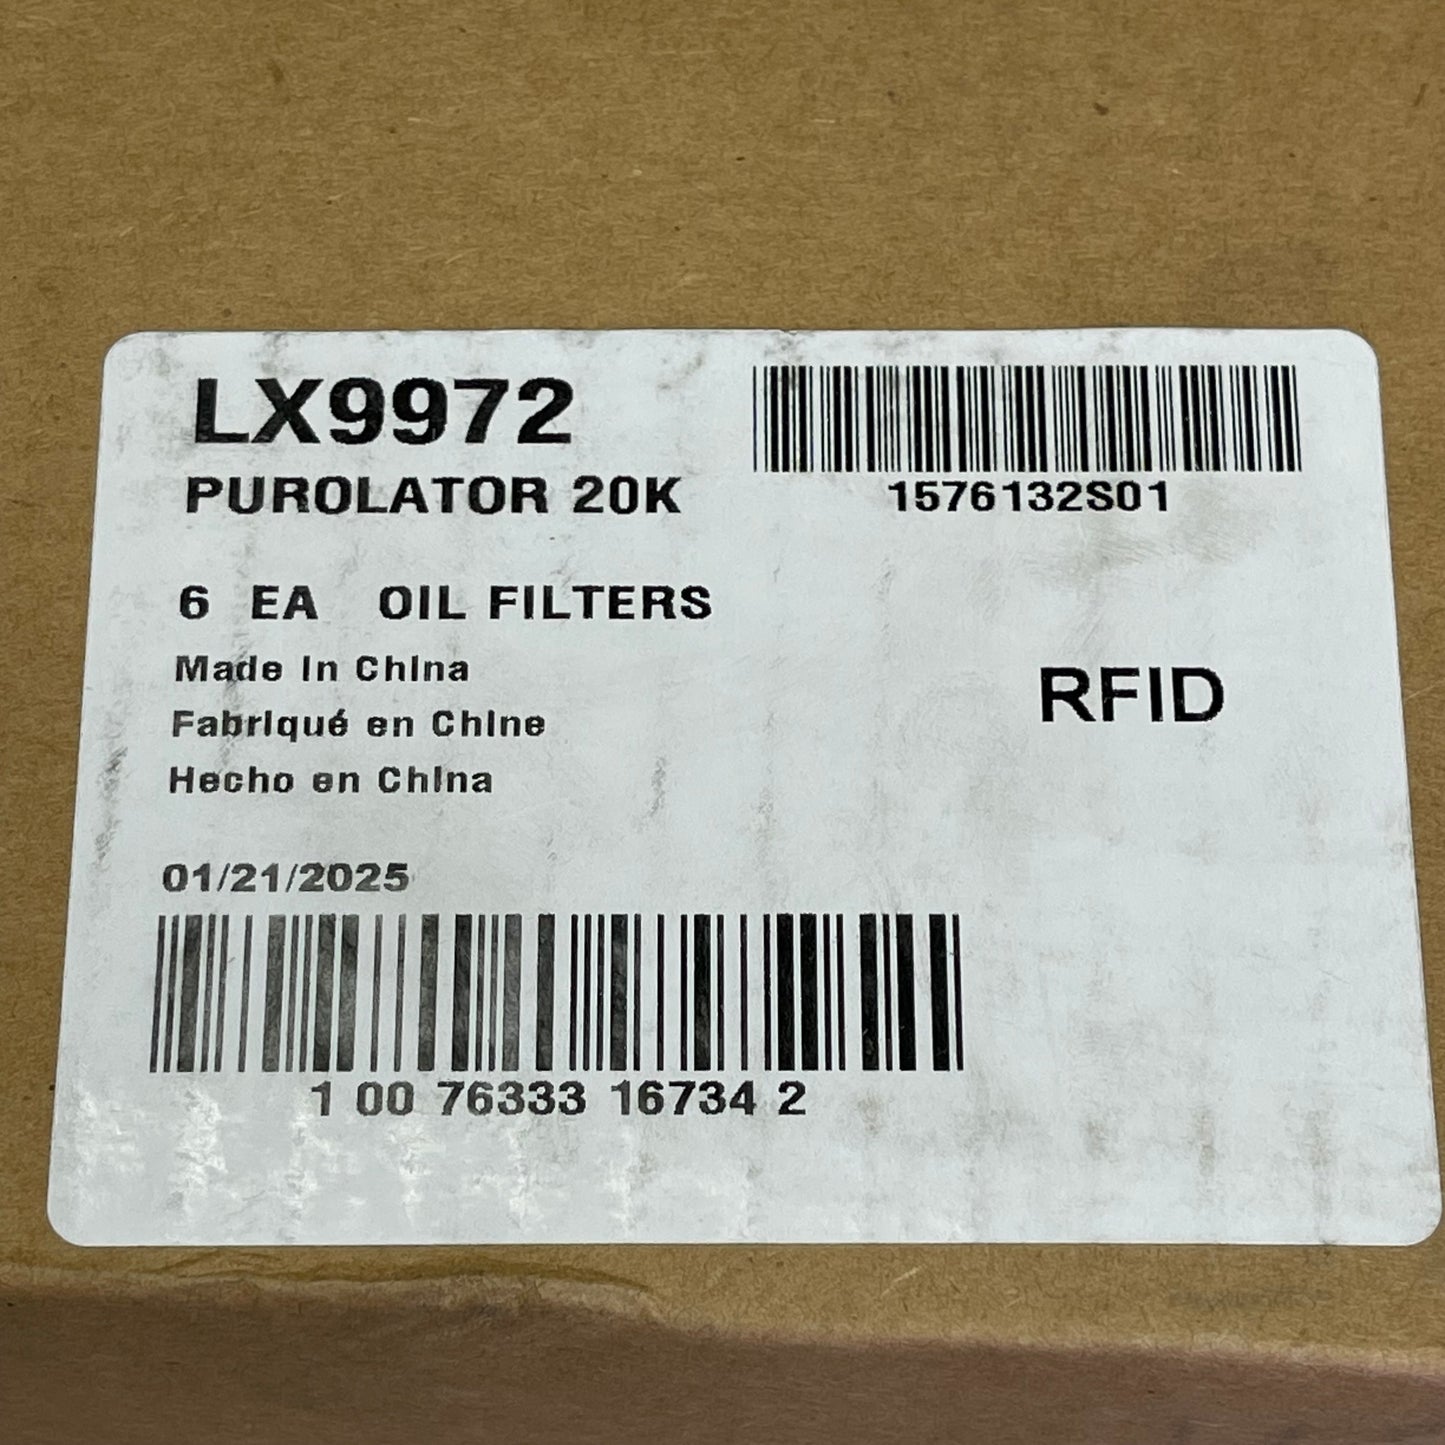 LX9972
PUROLATOR 20K
1576132S01
6 EA OIL FILTERS
Made In China
Fabriqué en Chine
Hecho en China
RFID
01/21/2025
1 00 76333 16734 2